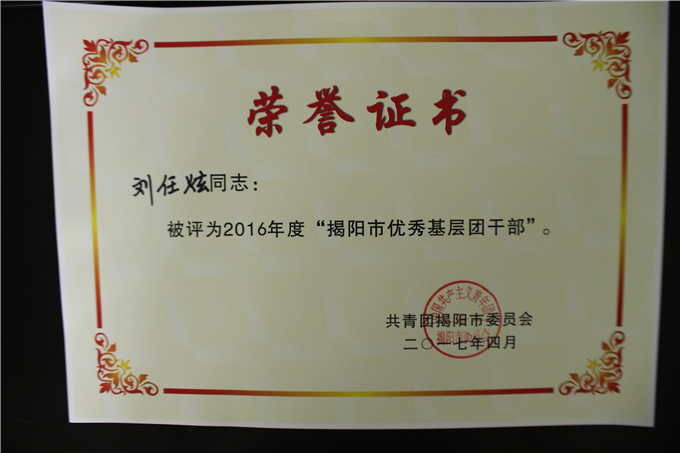 荣誉证书
刘任炫同志：
被评为2016年度“揭阳市优秀基层团干部”。
共青团揭阳市委员会
二〇一七年四月